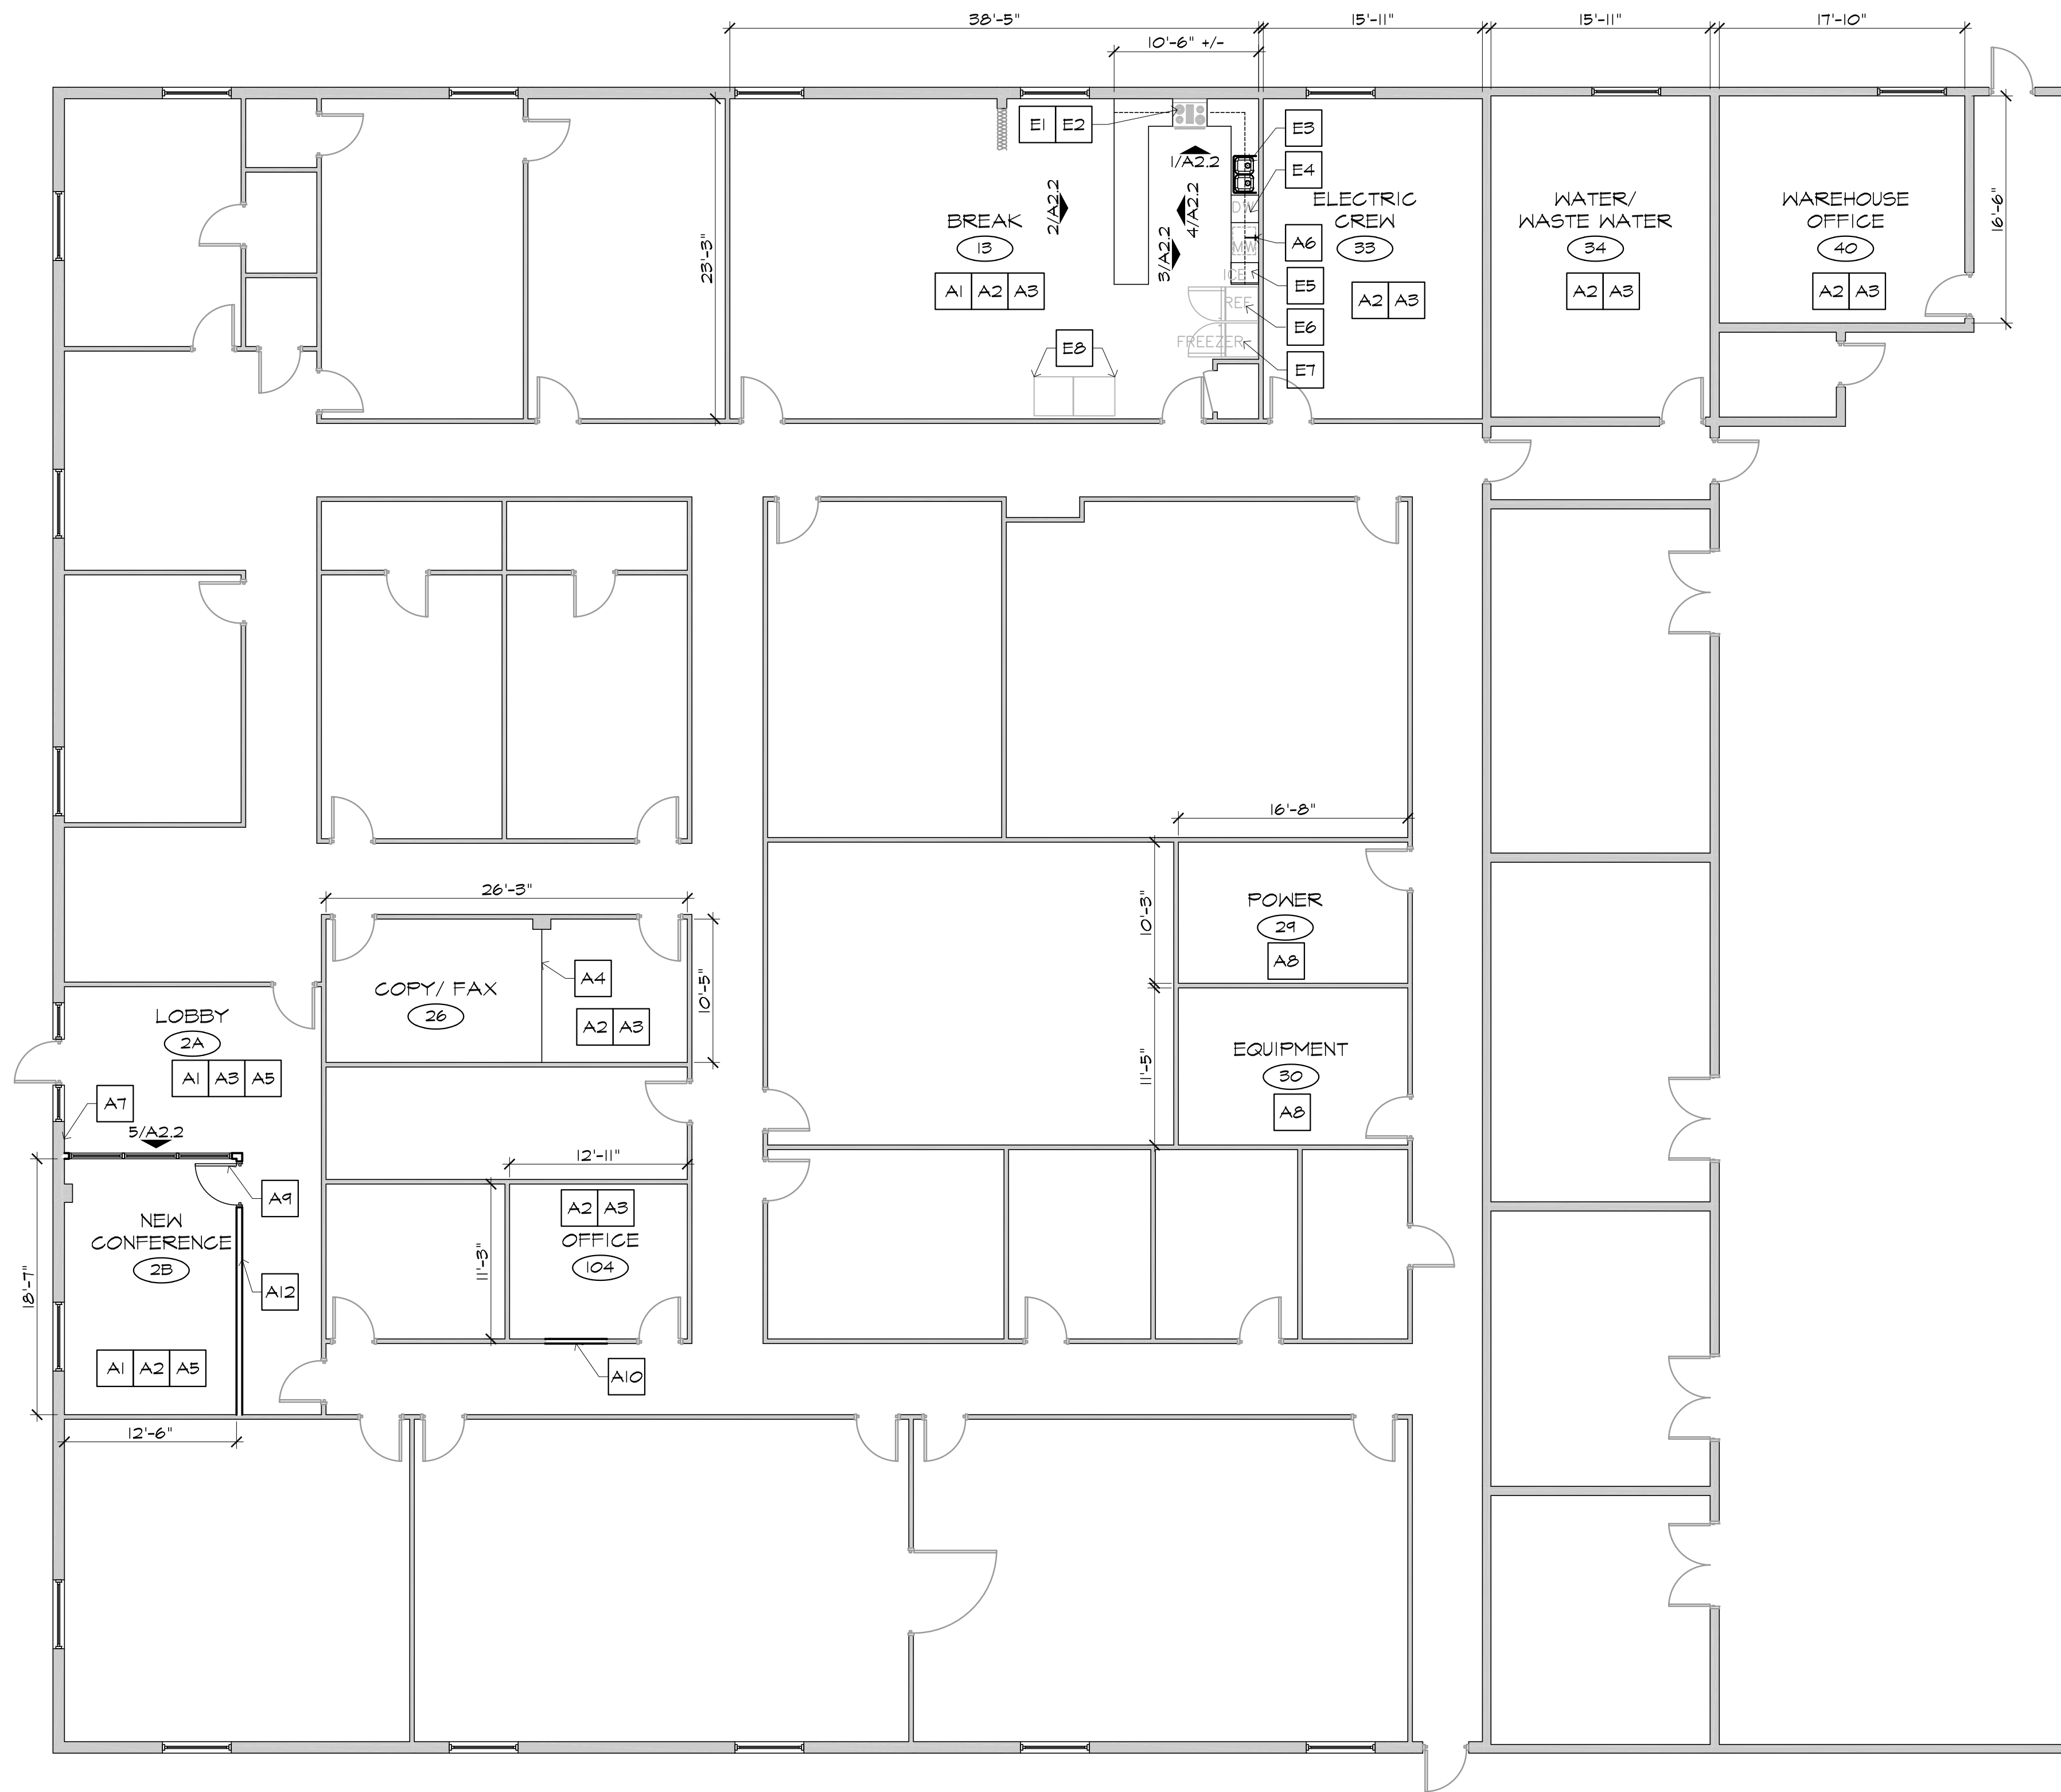 38'-5"
15'-11"
15'-11"
17'-10"
10'-6" +/-
E1 E2
E3
1/A2.2
E4
2/A2.2
4/A2.2
3/A2.2
23'-3"
16'-6"
BREAK
13
A1 A2 A3
DW
MW
ICE
REF
FREEZER
A6
E5
E6
E7
E8
ELECTRIC
CREW
33
A2 A3
WATER/
WASTE WATER
34
A2 A3
WAREHOUSE
OFFICE
40
A2 A3
16'-8"
10'-3"
POWER
29
A8
11'-5"
EQUIPMENT
30
A8
26'-3"
COPY/ FAX
26
A4
A2 A3
10'-5"
LOBBY
2A
A1 A3 A5
A7
5/A2.2
A9
12'-11"
A2 A3
OFFICE
104
11'-3"
A10
NEW
CONFERENCE
2B
A12
18'-7"
A1 A2 A5
12'-6"